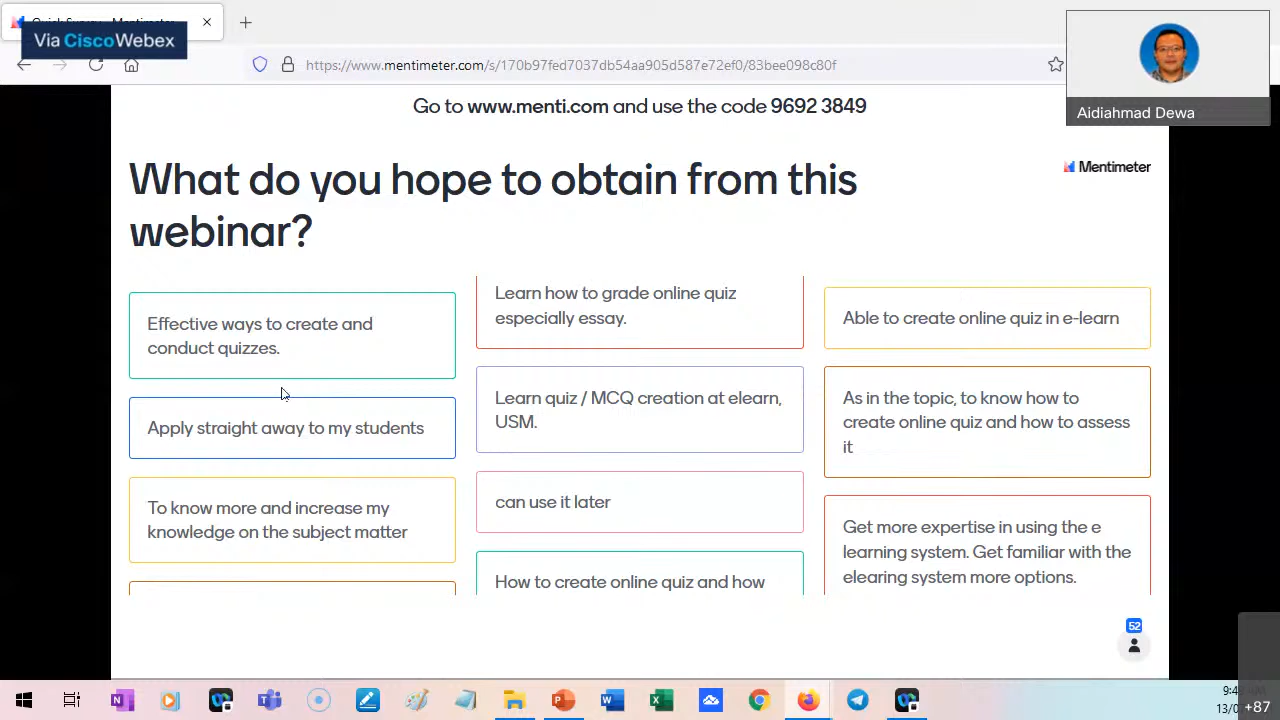 Via CiscoWebex
https://www.mentimeter.com/s/170b97fed7037db54aa905d587e72ef0/83bee098c80f
Aidiahmad Dewa
Go to www.menti.com and use the code 9692 3849
Mentimeter
What do you hope to obtain from this
webinar?
Effective ways to create and
conduct quizzes.
Apply straight away to my students
To know more and increase my
knowledge on the subject matter
Learn how to grade online quiz
especially essay.
Learn quiz / MCQ creation at elearn,
USM.
can use it later
How to create online quiz and how
Able to create online quiz in e-learn
As in the topic, to know how to
create online quiz and how to assess
it
Get more expertise in using the e
learning system. Get familiar with the
elearing system more options.
52
+87